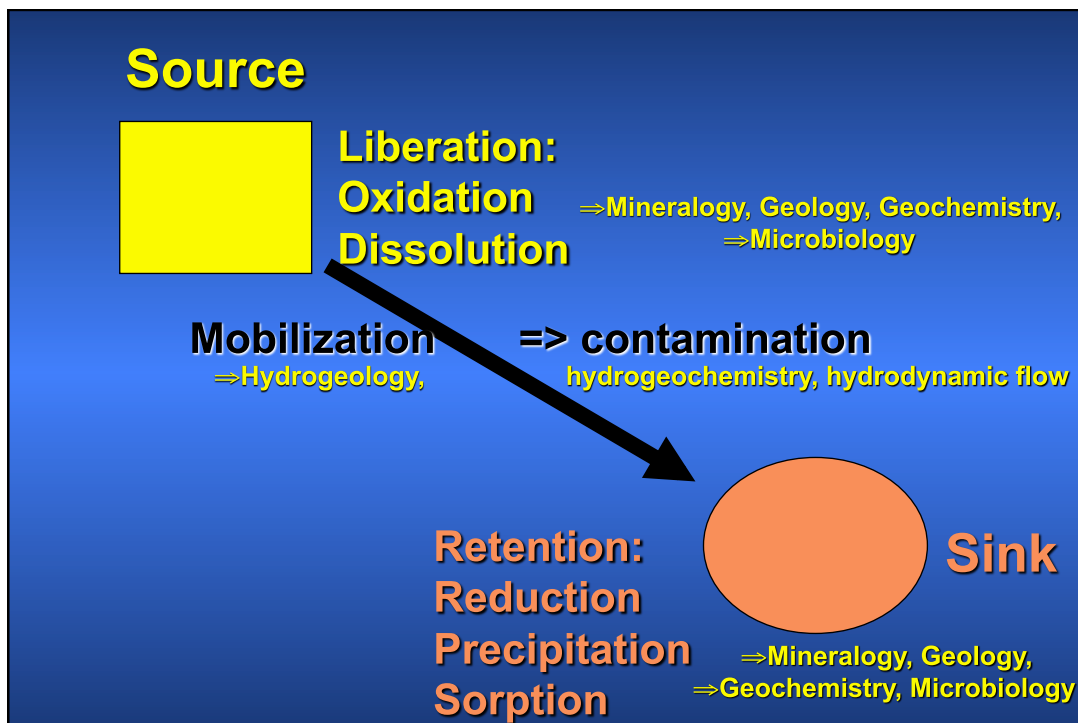 Source
Liberation:
Oxidation
Dissolution
⇒Mineralogy, Geology, Geochemistry,
⇒Microbiology
Mobilization => contamination
⇒Hydrogeology, hydrogeochemistry, hydrodynamic flow
Retention:
Reduction
Precipitation
Sorption
Sink
⇒Mineralogy, Geology,
⇒Geochemistry, Microbiology